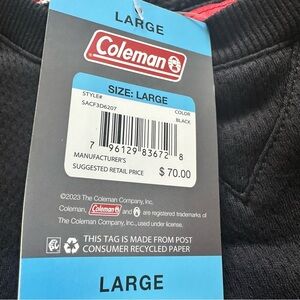 LARGE
Coleman
SIZE: LARGE
STYLE# COLOR
SACF3D6207 BLACK
7 96129 83672 8
MANUFACTURER'S
SUGGESTED RETAIL PRICE $ 70.00
©2023 The Coleman Company, Inc.
Coleman, Coleman and are registered trademarks of
The Coleman Company, Inc., used under license.
THIS TAG IS MADE FROM POST
CONSUMER RECYCLED PAPER
LARGE